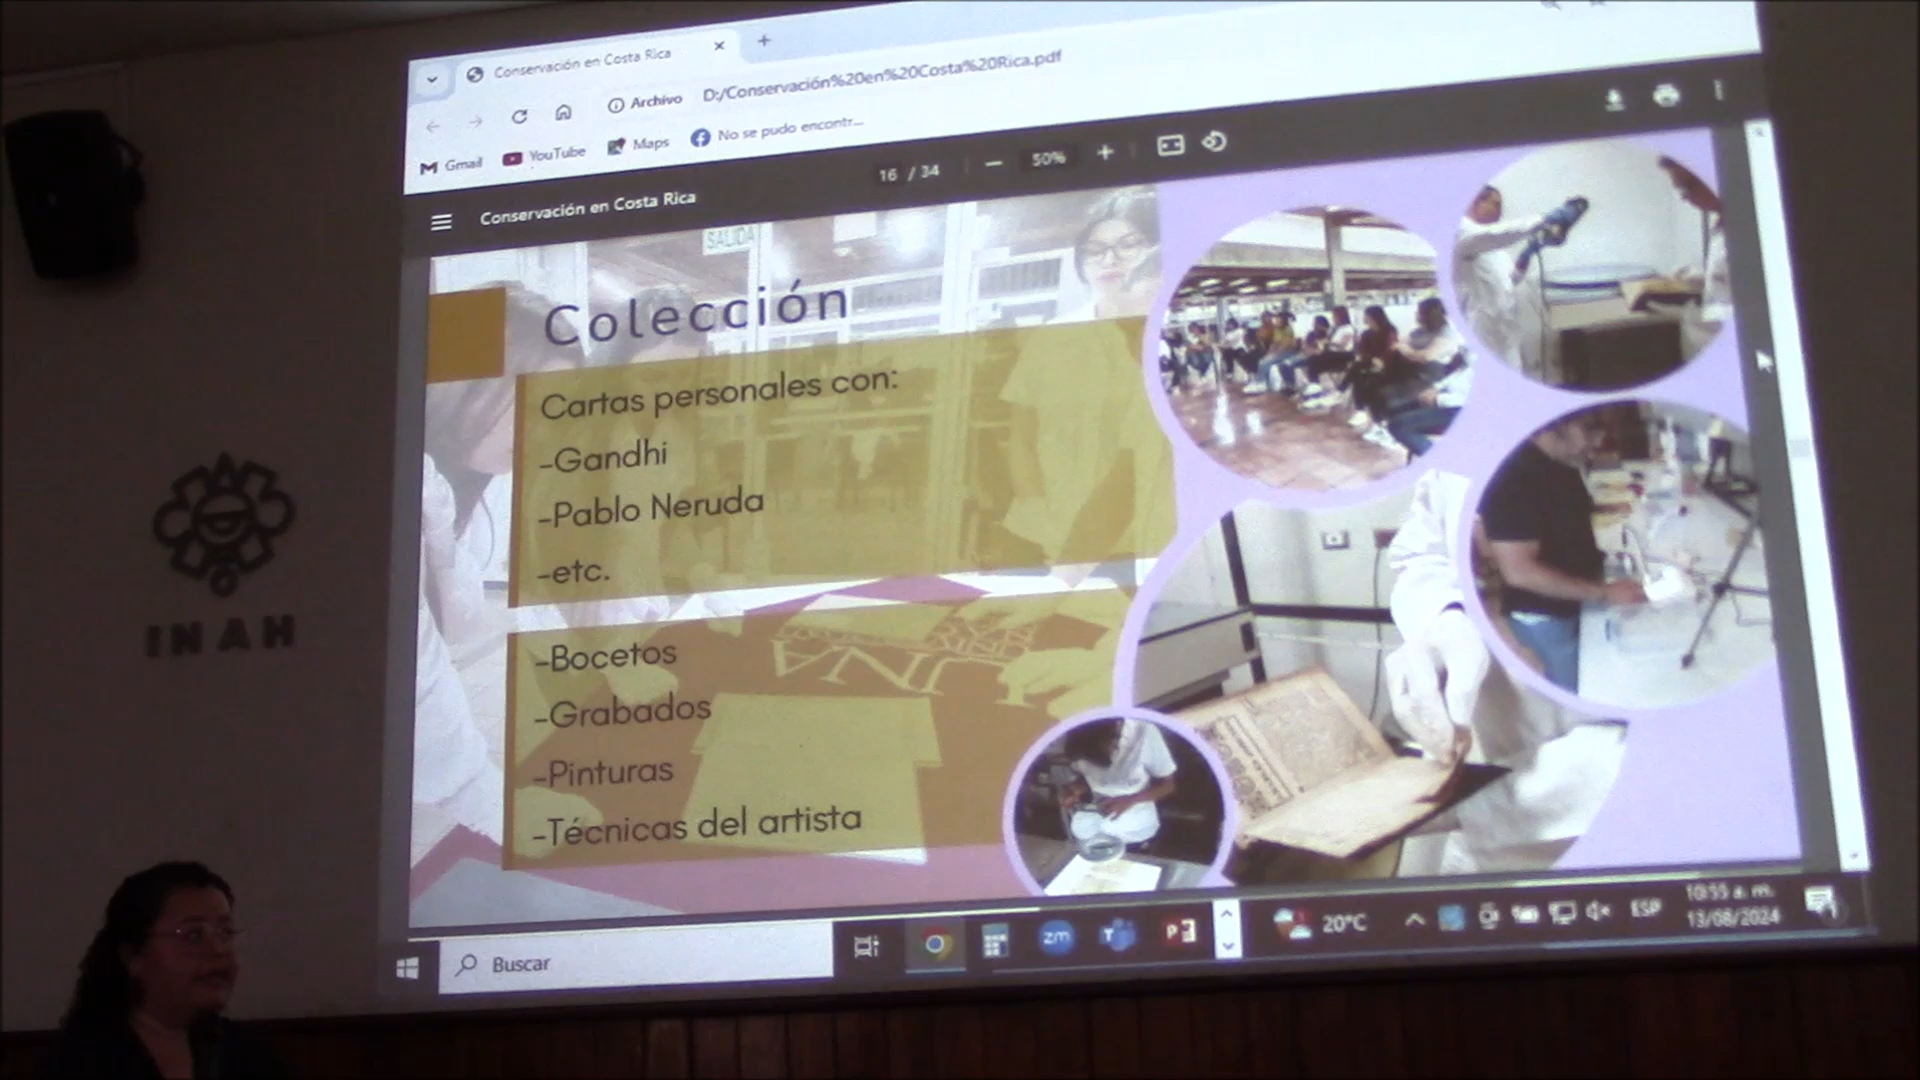 Conservación en Costa Rica
Archivo D:/Conservación%20en%20Costa%20Rica.pdf
Gmail YouTube Maps No se pudo encontr...
Conservación en Costa Rica 16 / 34 50%
SALIDA
Colección
Cartas personales con:
-Gandhi
-Pablo Neruda
-etc.
-Bocetos
-Grabados
-Pinturas
-Técnicas del artista
INAH
Buscar
zm
20°C
ESP
10:55 a. m.
13/08/2024